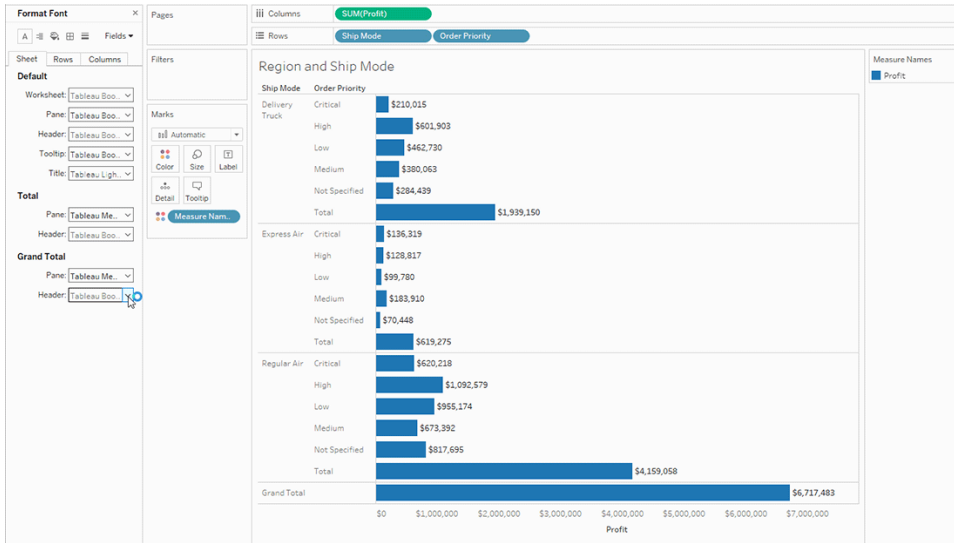 Format Font ×
Fields ▾
Sheet Rows Columns
Default
Worksheet: Tableau Boo..
Pane: Tableau Boo..
Header: Tableau Boo..
Tooltip: Tableau Boo..
Title: Tableau Ligh..
Total
Pane: Tableau Me..
Header: Tableau Boo..
Grand Total
Pane: Tableau Me..
Header: Tableau Boo..
Pages
Filters
Marks
Automatic
Color Size Label
Detail Tooltip
Measure Nam..
Columns SUM(Profit)
Rows Ship Mode Order Priority
Region and Ship Mode
Ship Mode Order Priority
Delivery Truck Critical $210,015
High $601,903
Low $462,730
Medium $380,063
Not Specified $284,439
Total $1,939,150
Express Air Critical $136,319
High $128,817
Low $99,780
Medium $183,910
Not Specified $70,448
Total $619,275
Regular Air Critical $620,218
High $1,092,579
Low $955,174
Medium $673,392
Not Specified $817,695
Total $4,159,058
Grand Total $6,717,483
$0 $1,000,000 $2,000,000 $3,000,000 $4,000,000 $5,000,000 $6,000,000 $7,000,000
Profit
Measure Names
Profit